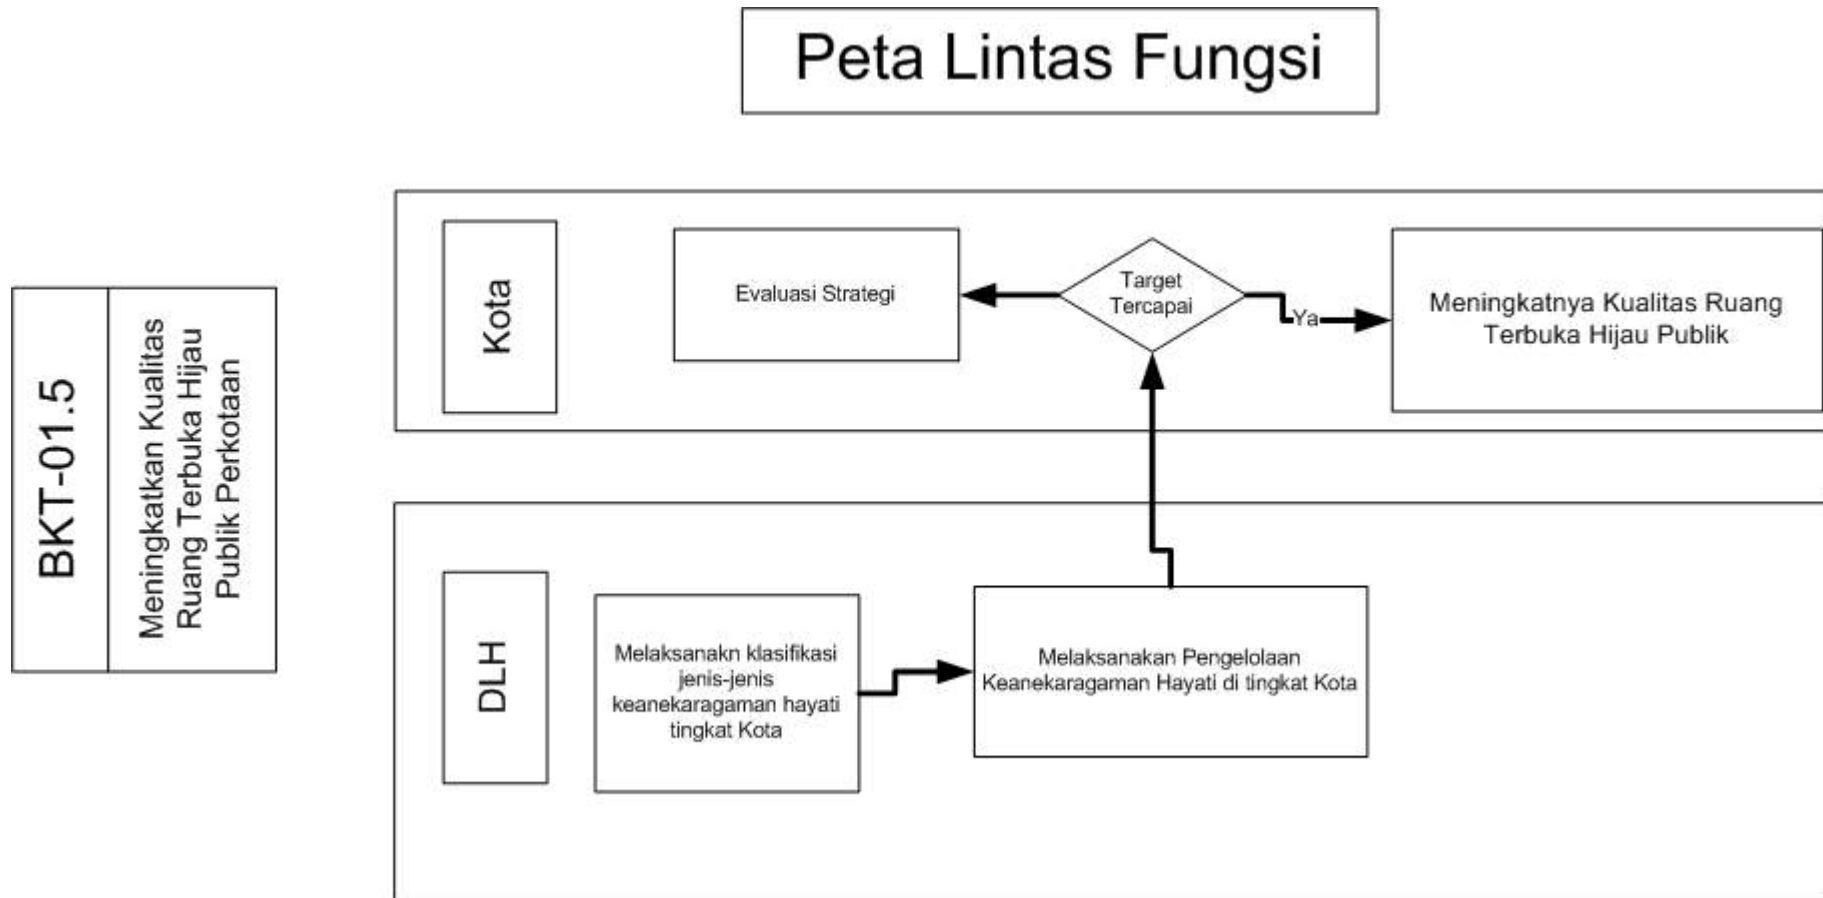 Peta Lintas Fungsi
BKT-01.5
Meningkatkan Kualitas
Ruang Terbuka Hijau
Publik Perkotaan
Kota
Evaluasi Strategi
Target
Tercapai
Ya
Meningkatnya Kualitas Ruang
Terbuka Hijau Publik
DLH
Melaksanakn klasifikasi
jenis-jenis
keanekaragaman hayati
tingkat Kota
Melaksanakan Pengelolaan
Keanekaragaman Hayati di tingkat Kota